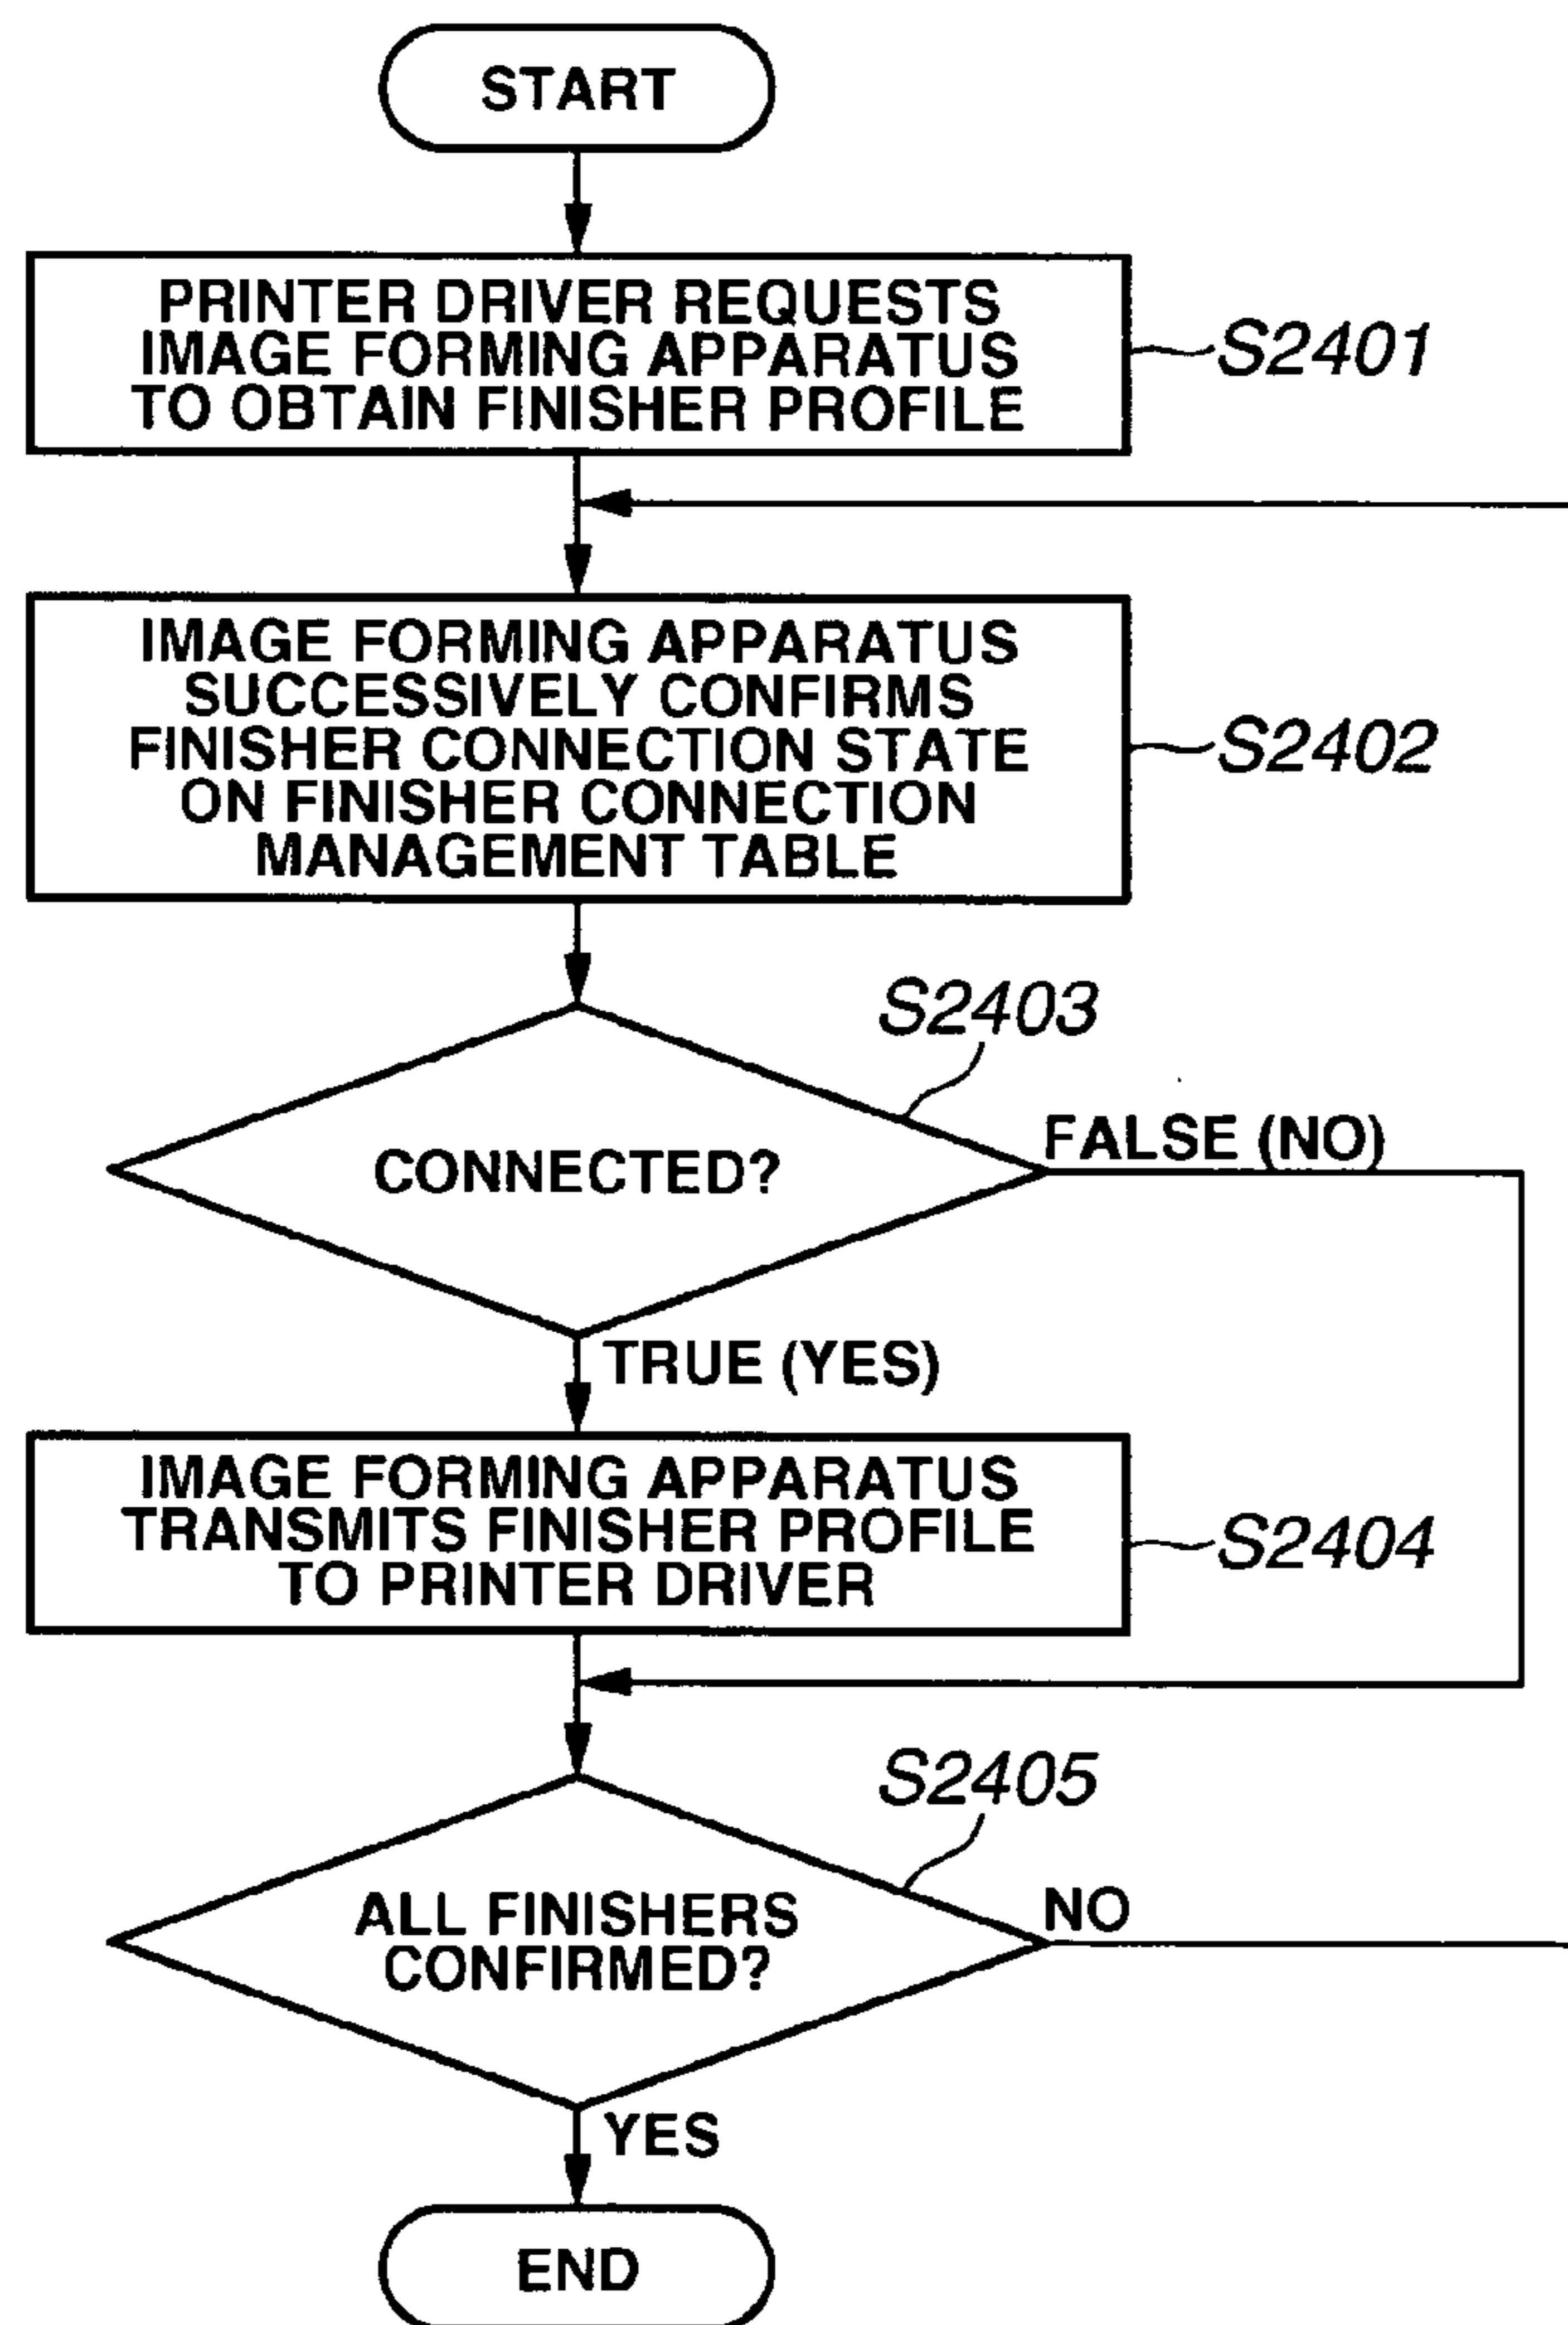 START
PRINTER DRIVER REQUESTS
IMAGE FORMING APPARATUS
TO OBTAIN FINISHER PROFILE
S2401
IMAGE FORMING APPARATUS
SUCCESSIVELY CONFIRMS
FINISHER CONNECTION STATE
ON FINISHER CONNECTION
MANAGEMENT TABLE
S2402
S2403
CONNECTED?
FALSE (NO)
TRUE (YES)
IMAGE FORMING APPARATUS
TRANSMITS FINISHER PROFILE
TO PRINTER DRIVER
S2404
S2405
ALL FINISHERS
CONFIRMED?
NO
YES
END